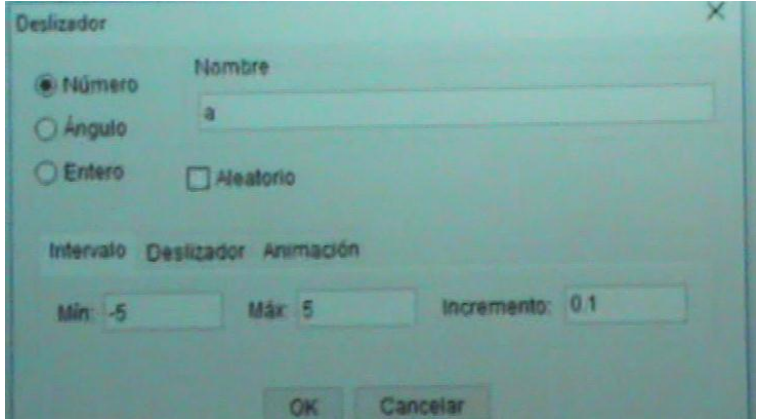 Deslizador
Número
Nombre
a
Ángulo
Entero
Aleatorio
Intervalo Deslizador Animación
Mín: -5 Máx: 5 Incremento: 0.1
OK Cancelar